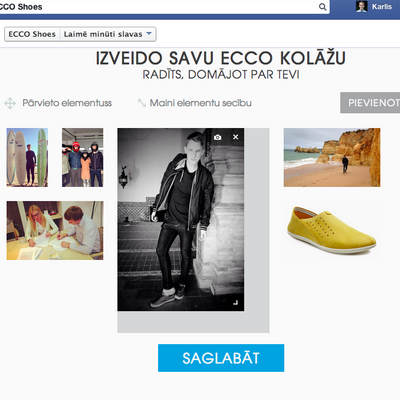 CCO Shoes
Karlis
ECCO Shoes Laimē minūti slavas
IZVEIDO SAVU ECCO KOLĀŽU
RADĪTS, DOMĀJOT PAR TEVI
Pārvieto elementuss
Maini elementu secību
PIEVIENOT
SAGLABĀT